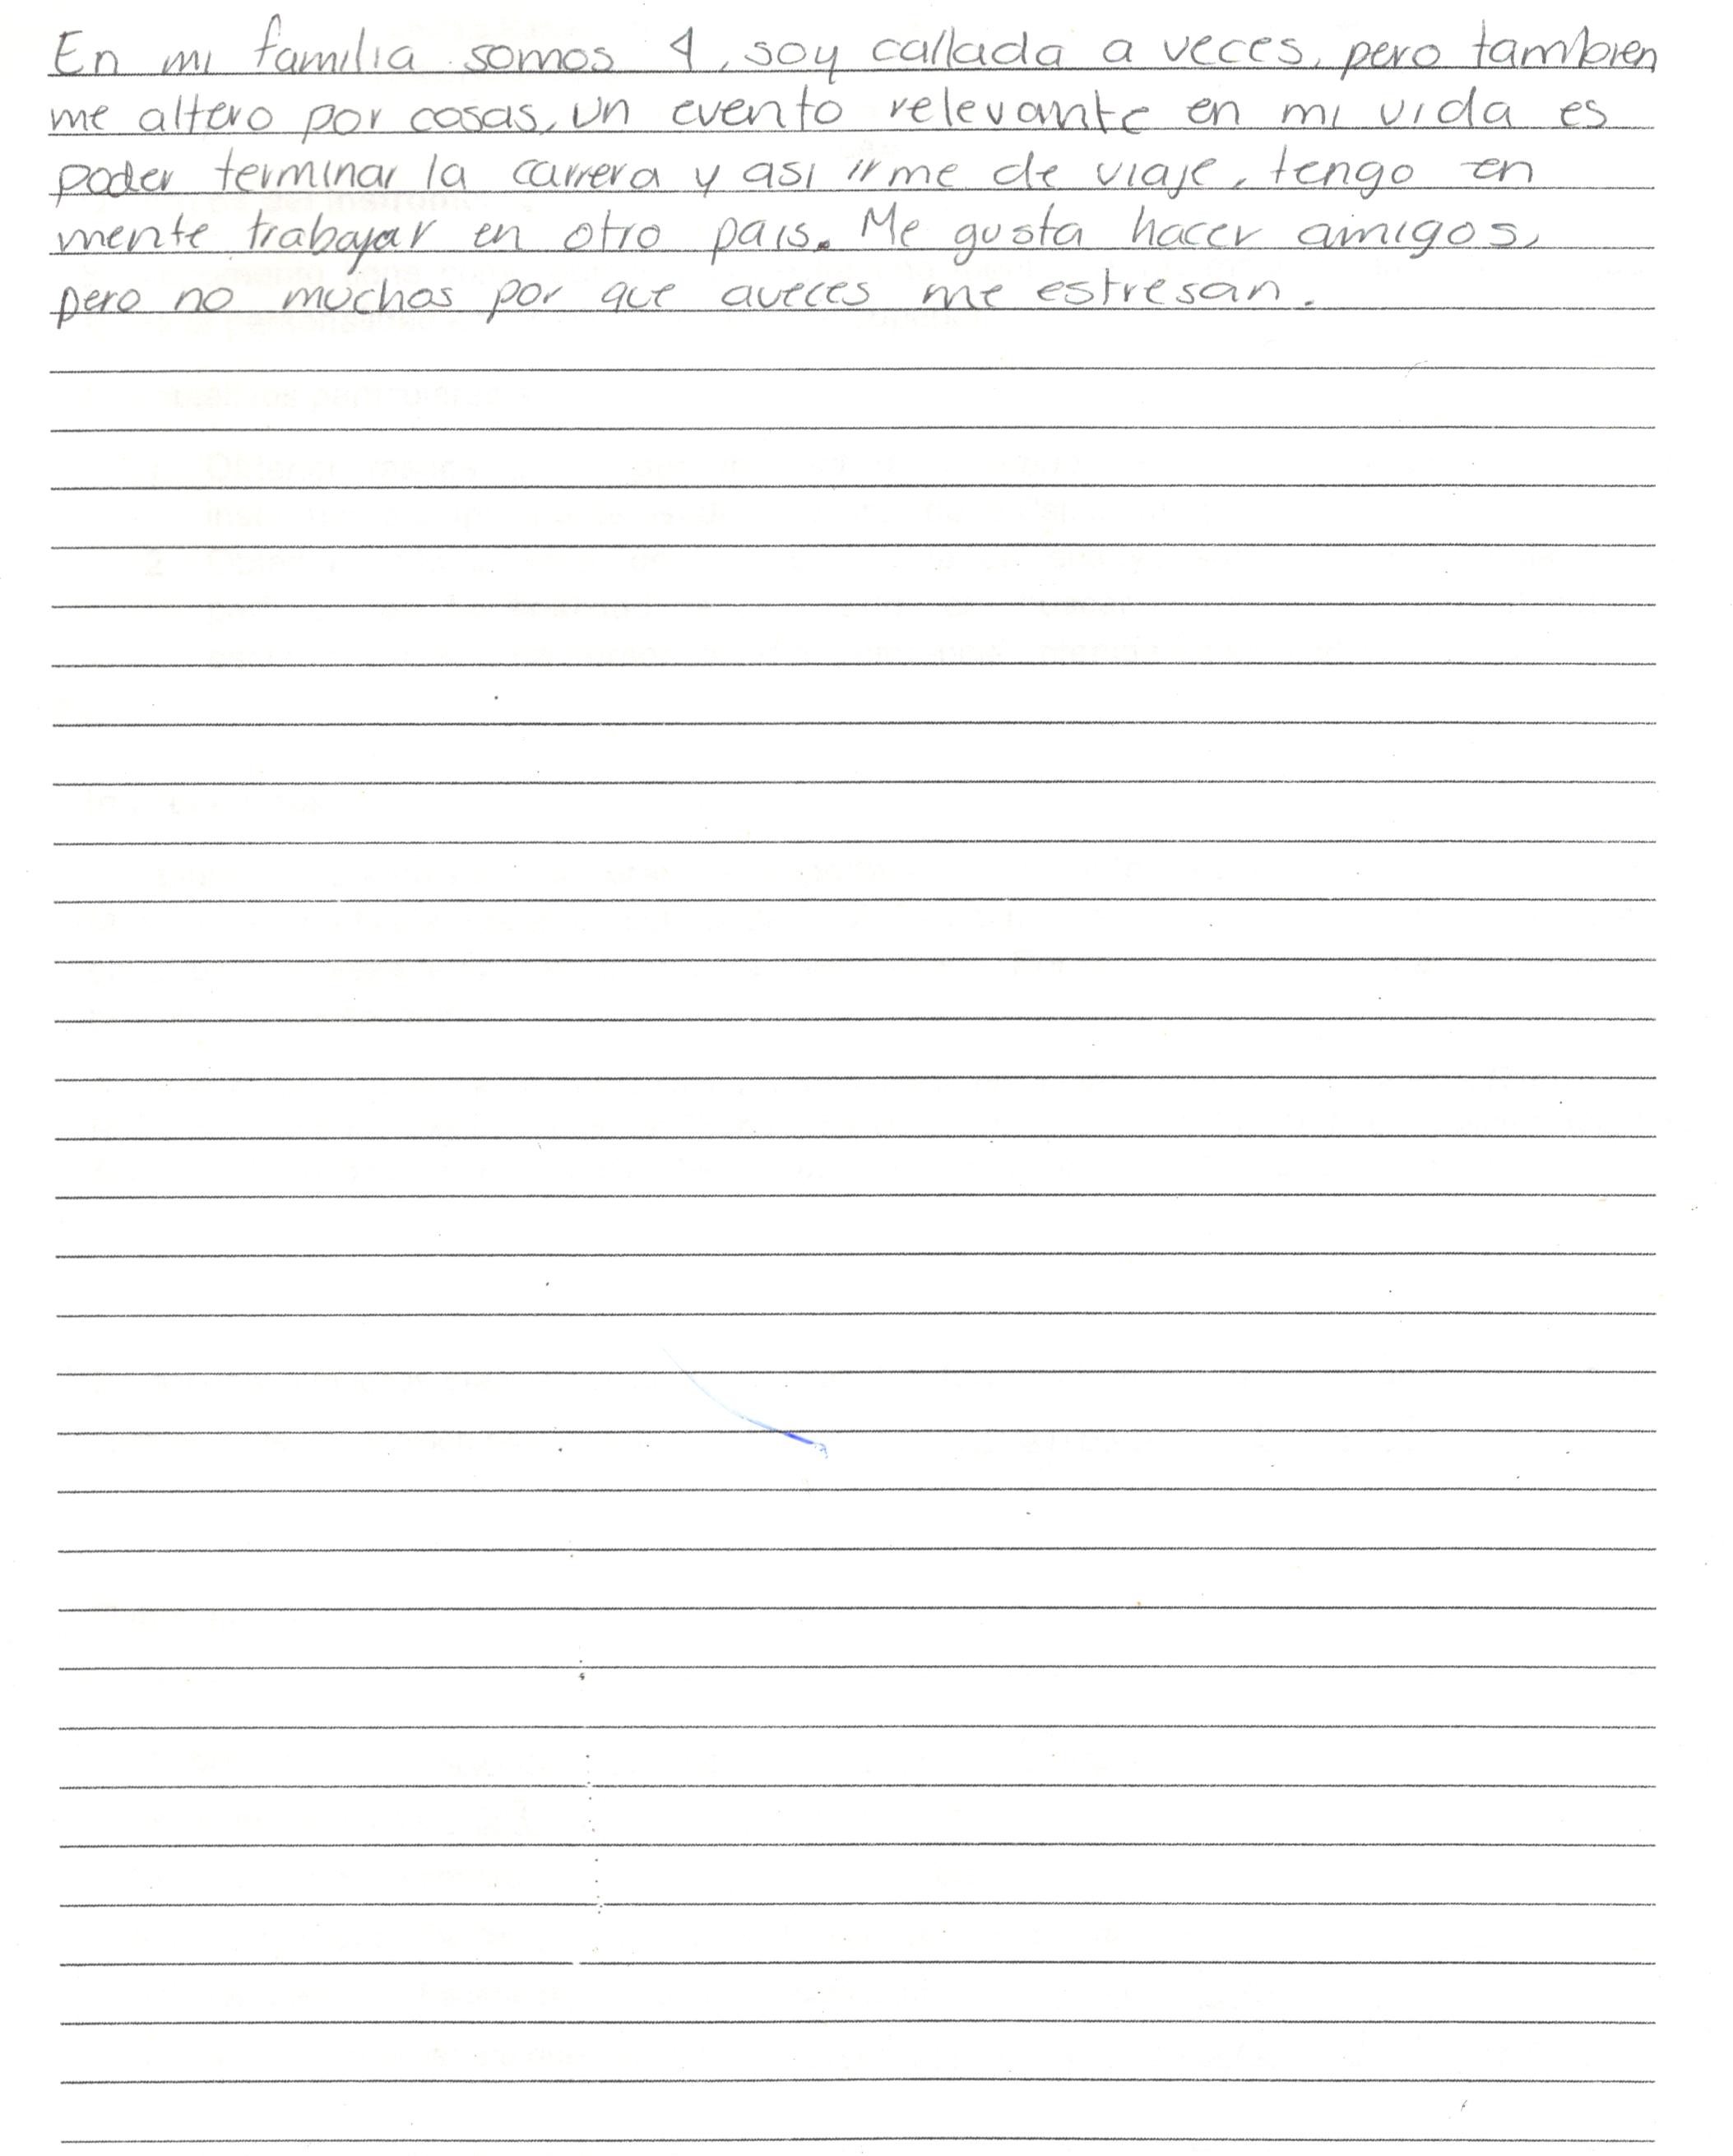 En mi familia somos 4, soy callada a veces, pero tambien
me altero por cosas, un evento relevante en mi vida es
poder terminar la carrera y asi irme de viaje, tengo en
mente trabajar en otro pais. Me gusta hacer amigos,
pero no muchos por que aveces me estresan.